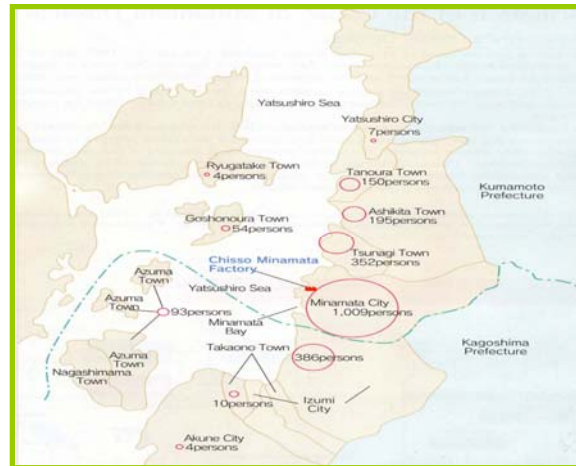 Yatsushiro Sea
Yatsushiro City
7persons
Ryugatake Town
4persons
Tanoura Town
150persons
Kumamoto
Prefecture
Goshonoura Town
54persons
Ashikita Town
195persons
Tsunagi Town
352persons
Chisso Minamata
Factory
Azuma
Town
Yatsushiro Sea
Azuma
Town
93persons
Minamata City
1,009persons
Minamata
Bay
Kagoshima
Prefecture
Azuma
Town
Takaono Town
386persons
Nagashimama
Town
10persons
Izumi
City
Akune City
4persons